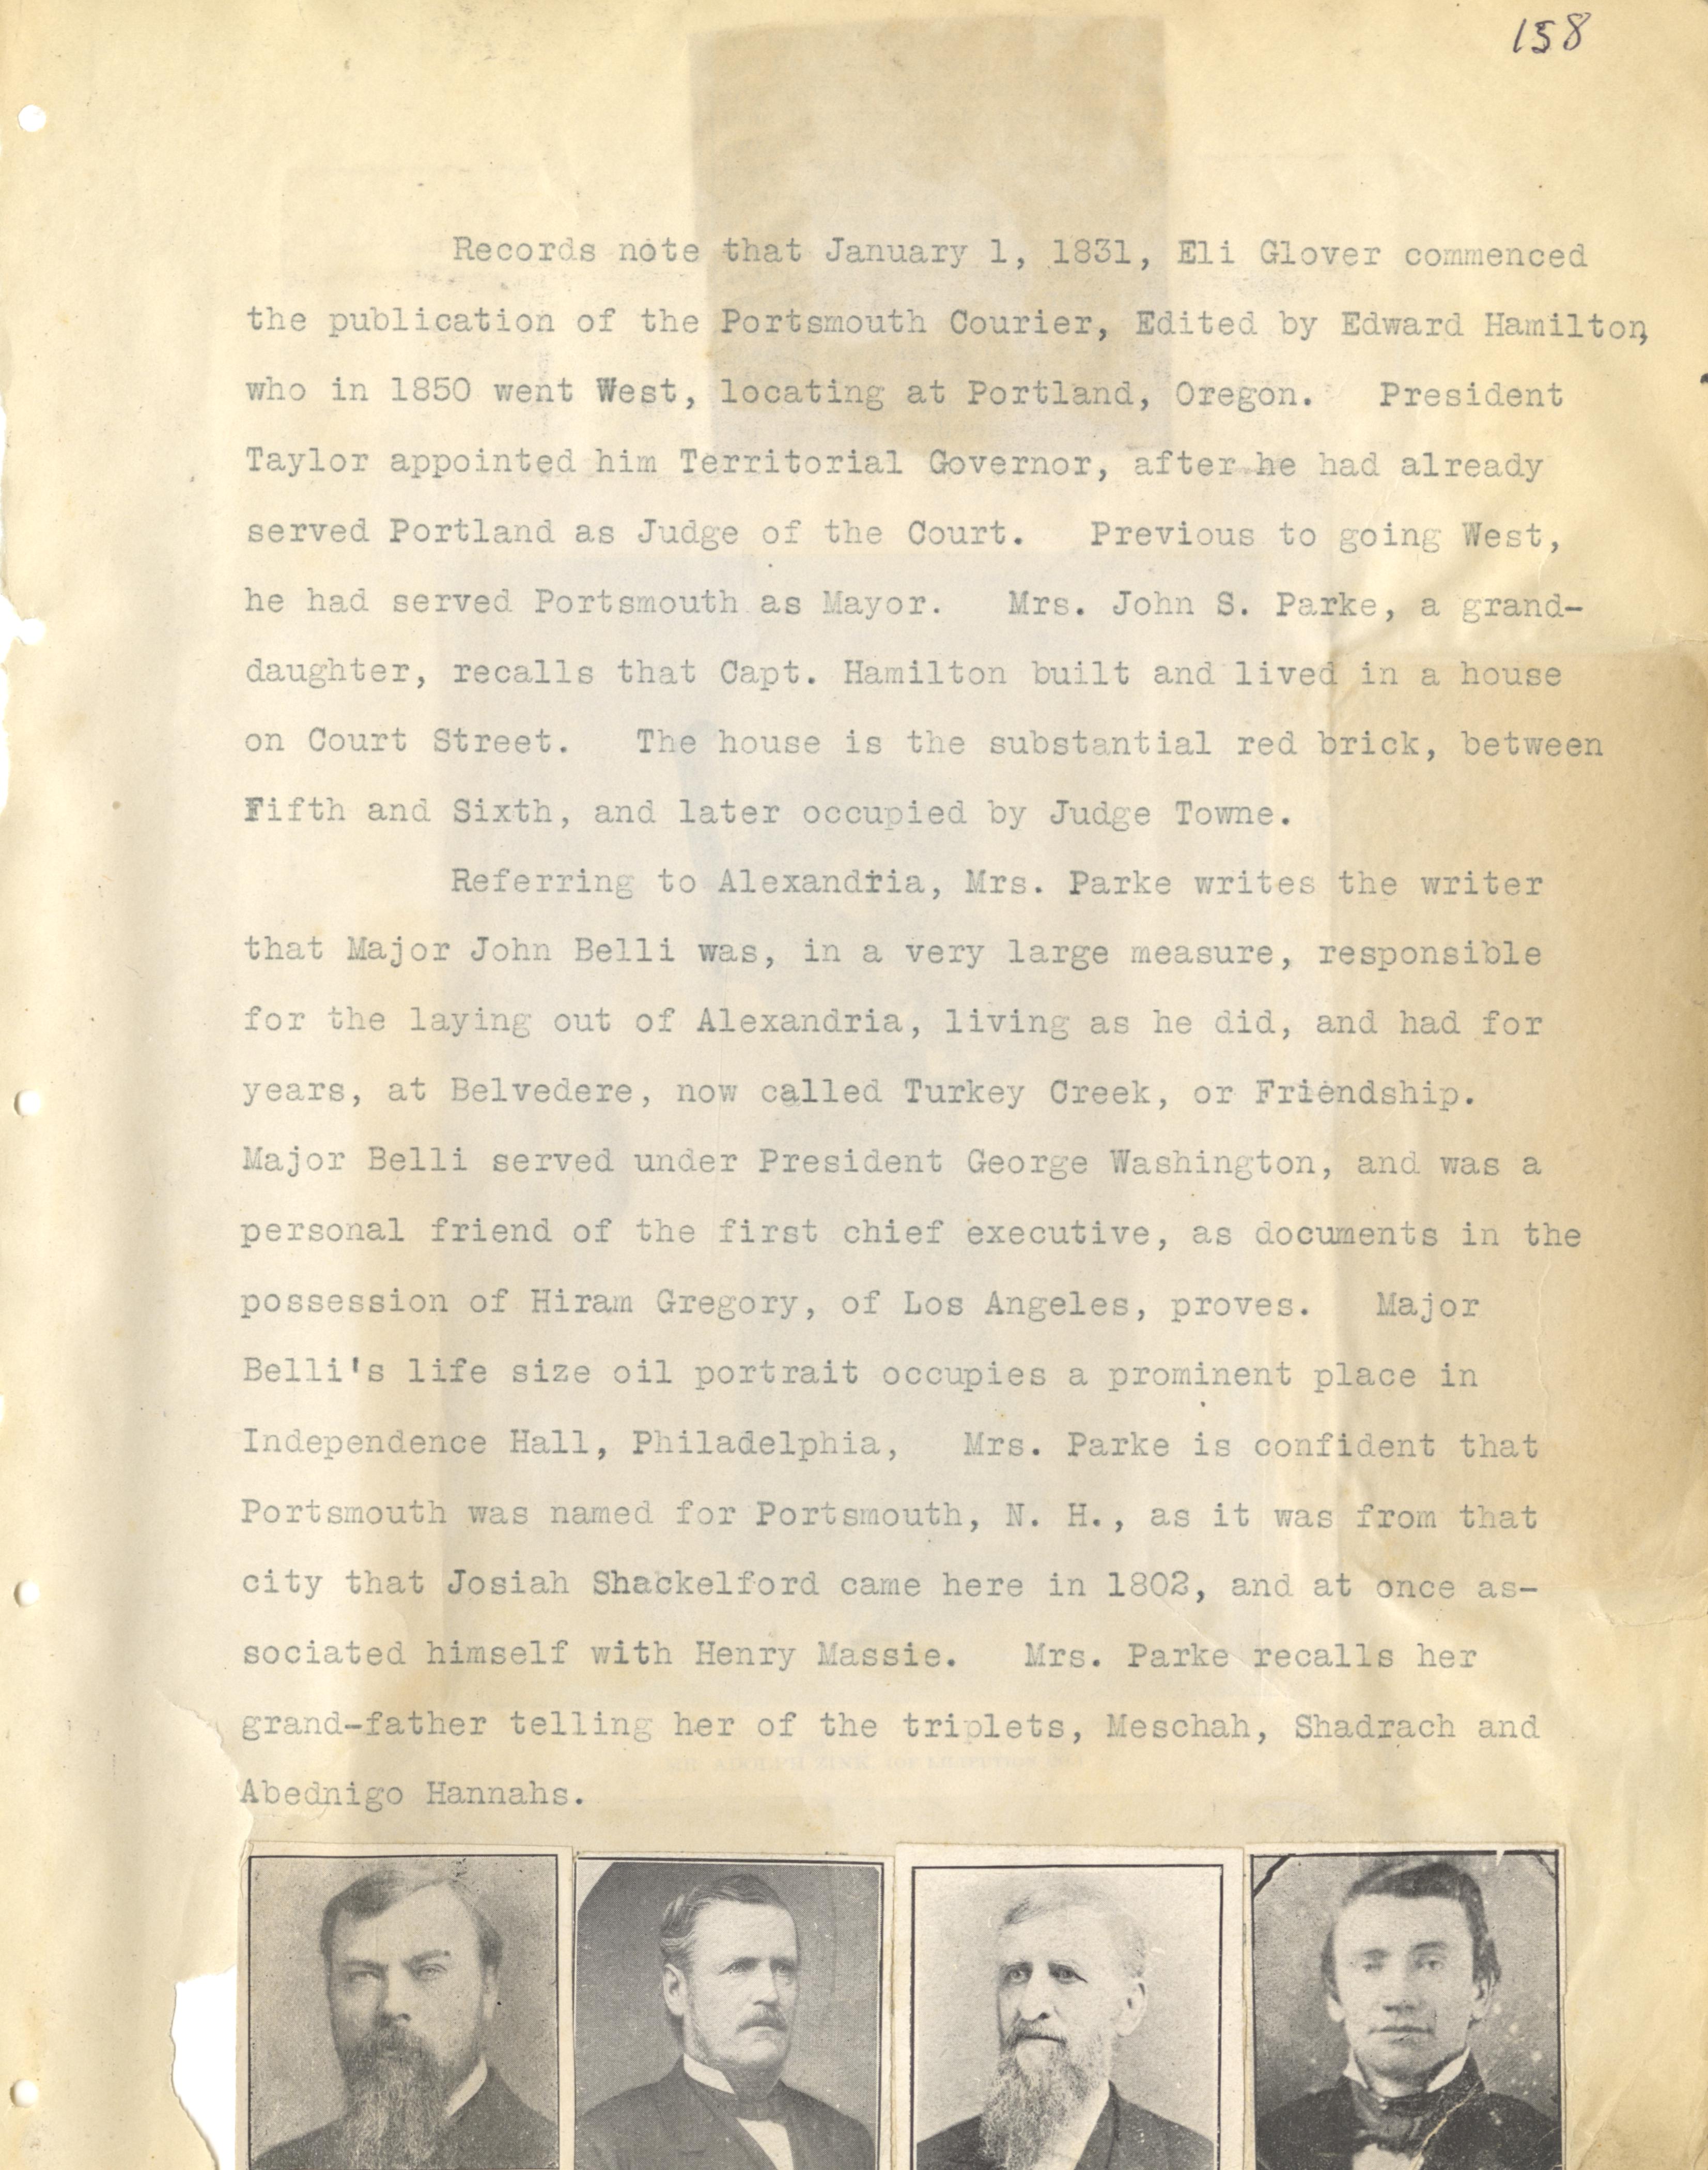 158
Records note that January 1, 1831, Eli Glover commenced
the publication of the Portsmouth Courier, Edited by Edward Hamilton,
who in 1850 went West, locating at Portland, Oregon. President
Taylor appointed him Territorial Governor, after he had already
served Portland as Judge of the Court. Previous to going West,
he had served Portsmouth as Mayor. Mrs. John S. Parke, a grand-
daughter, recalls that Capt. Hamilton built and lived in a house
on Court Street. The house is the substantial red brick, between
Fifth and Sixth, and later occupied by Judge Towne.
Referring to Alexandria, Mrs. Parke writes the writer
that Major John Belli was, in a very large measure, responsible
for the laying out of Alexandria, living as he did, and had for
years, at Belvedere, now called Turkey Creek, or Friendship.
Major Belli served under President George Washington, and was a
personal friend of the first chief executive, as documents in the
possession of Hiram Gregory, of Los Angeles, proves. Major
Belli's life size oil portrait occupies a prominent place in
Independence Hall, Philadelphia, Mrs. Parke is confident that
Portsmouth was named for Portsmouth, N. H., as it was from that
city that Josiah Shackelford came here in 1802, and at once as-
sociated himself with Henry Massie. Mrs. Parke recalls her
grand-father telling her of the triplets, Meschah, Shadrach and
Abednigo Hannahs.